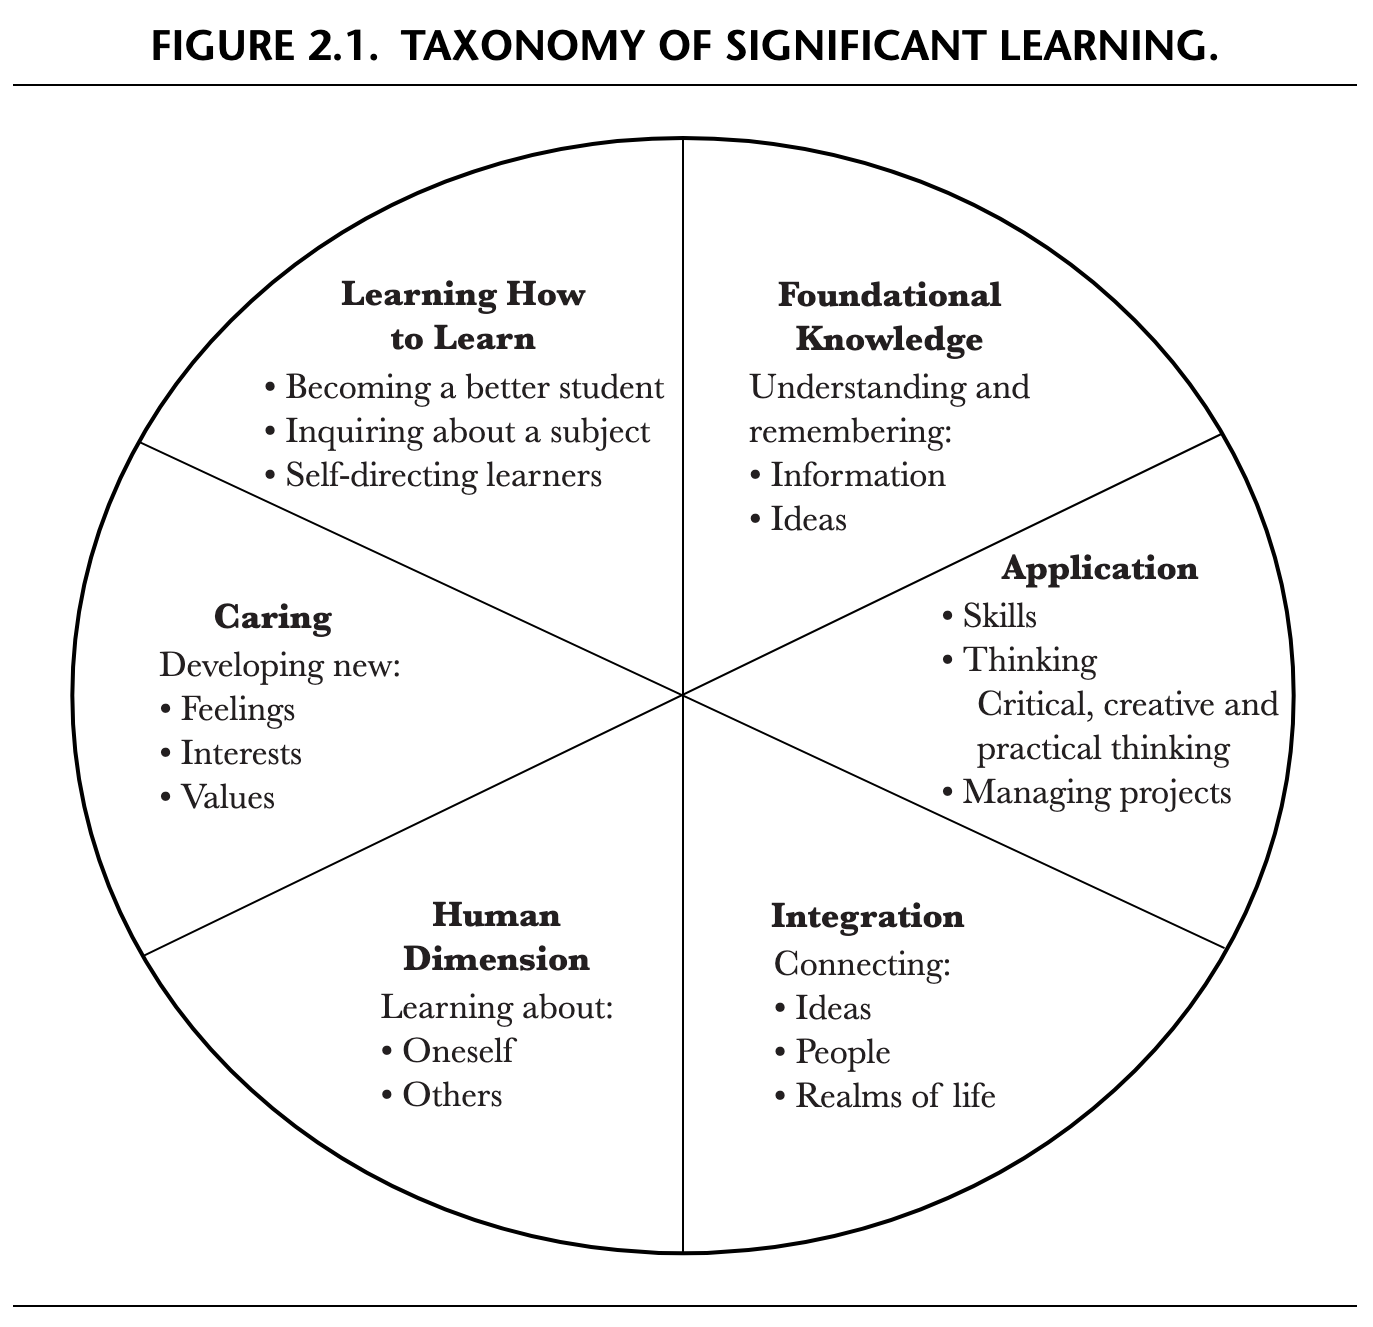 FIGURE 2.1. TAXONOMY OF SIGNIFICANT LEARNING.
Learning How
to Learn
• Becoming a better student
• Inquiring about a subject
• Self-directing learners
Foundational
Knowledge
Understanding and
remembering:
• Information
• Ideas
Application
• Skills
• Thinking
Critical, creative and
practical thinking
• Managing projects
Integration
Connecting:
• Ideas
• People
• Realms of life
Human
Dimension
Learning about:
• Oneself
• Others
Caring
Developing new:
• Feelings
• Interests
• Values